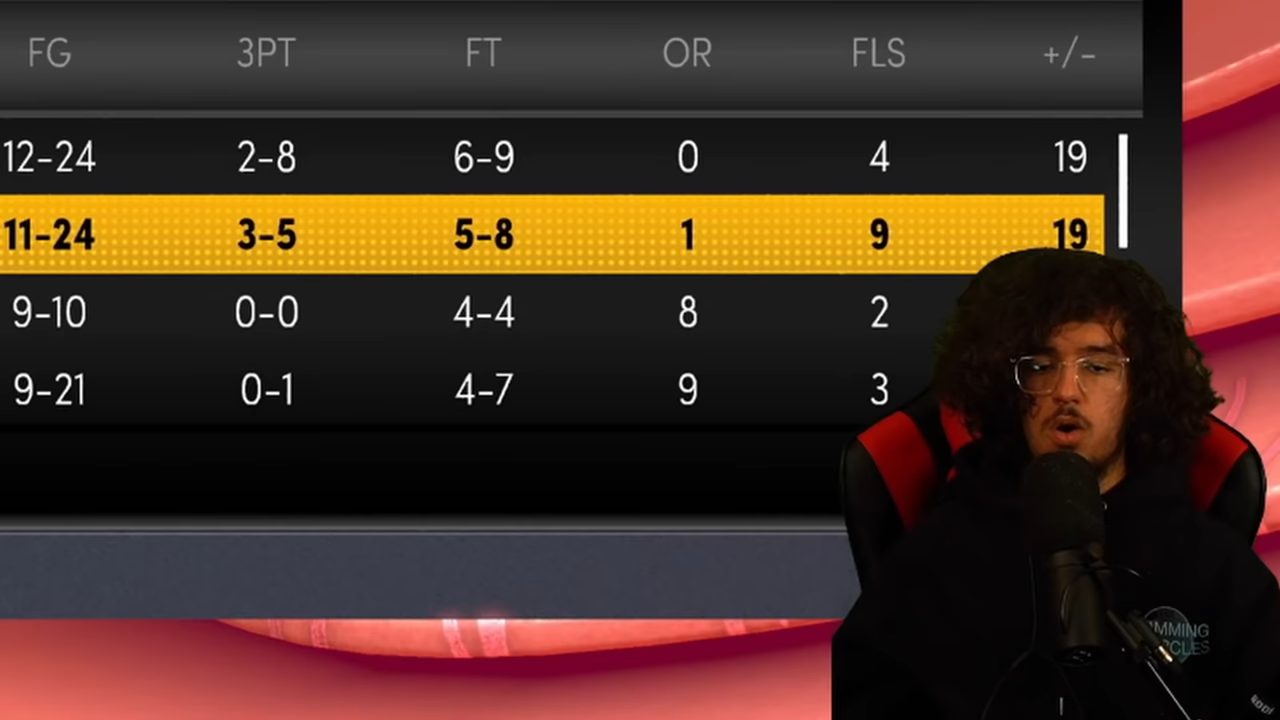 FG 3PT FT OR FLS +/-
12-24 2-8 6-9 0 4 19
11-24 3-5 5-8 1 9 19
9-10 0-0 4-4 8 2
9-21 0-1 4-7 9 3